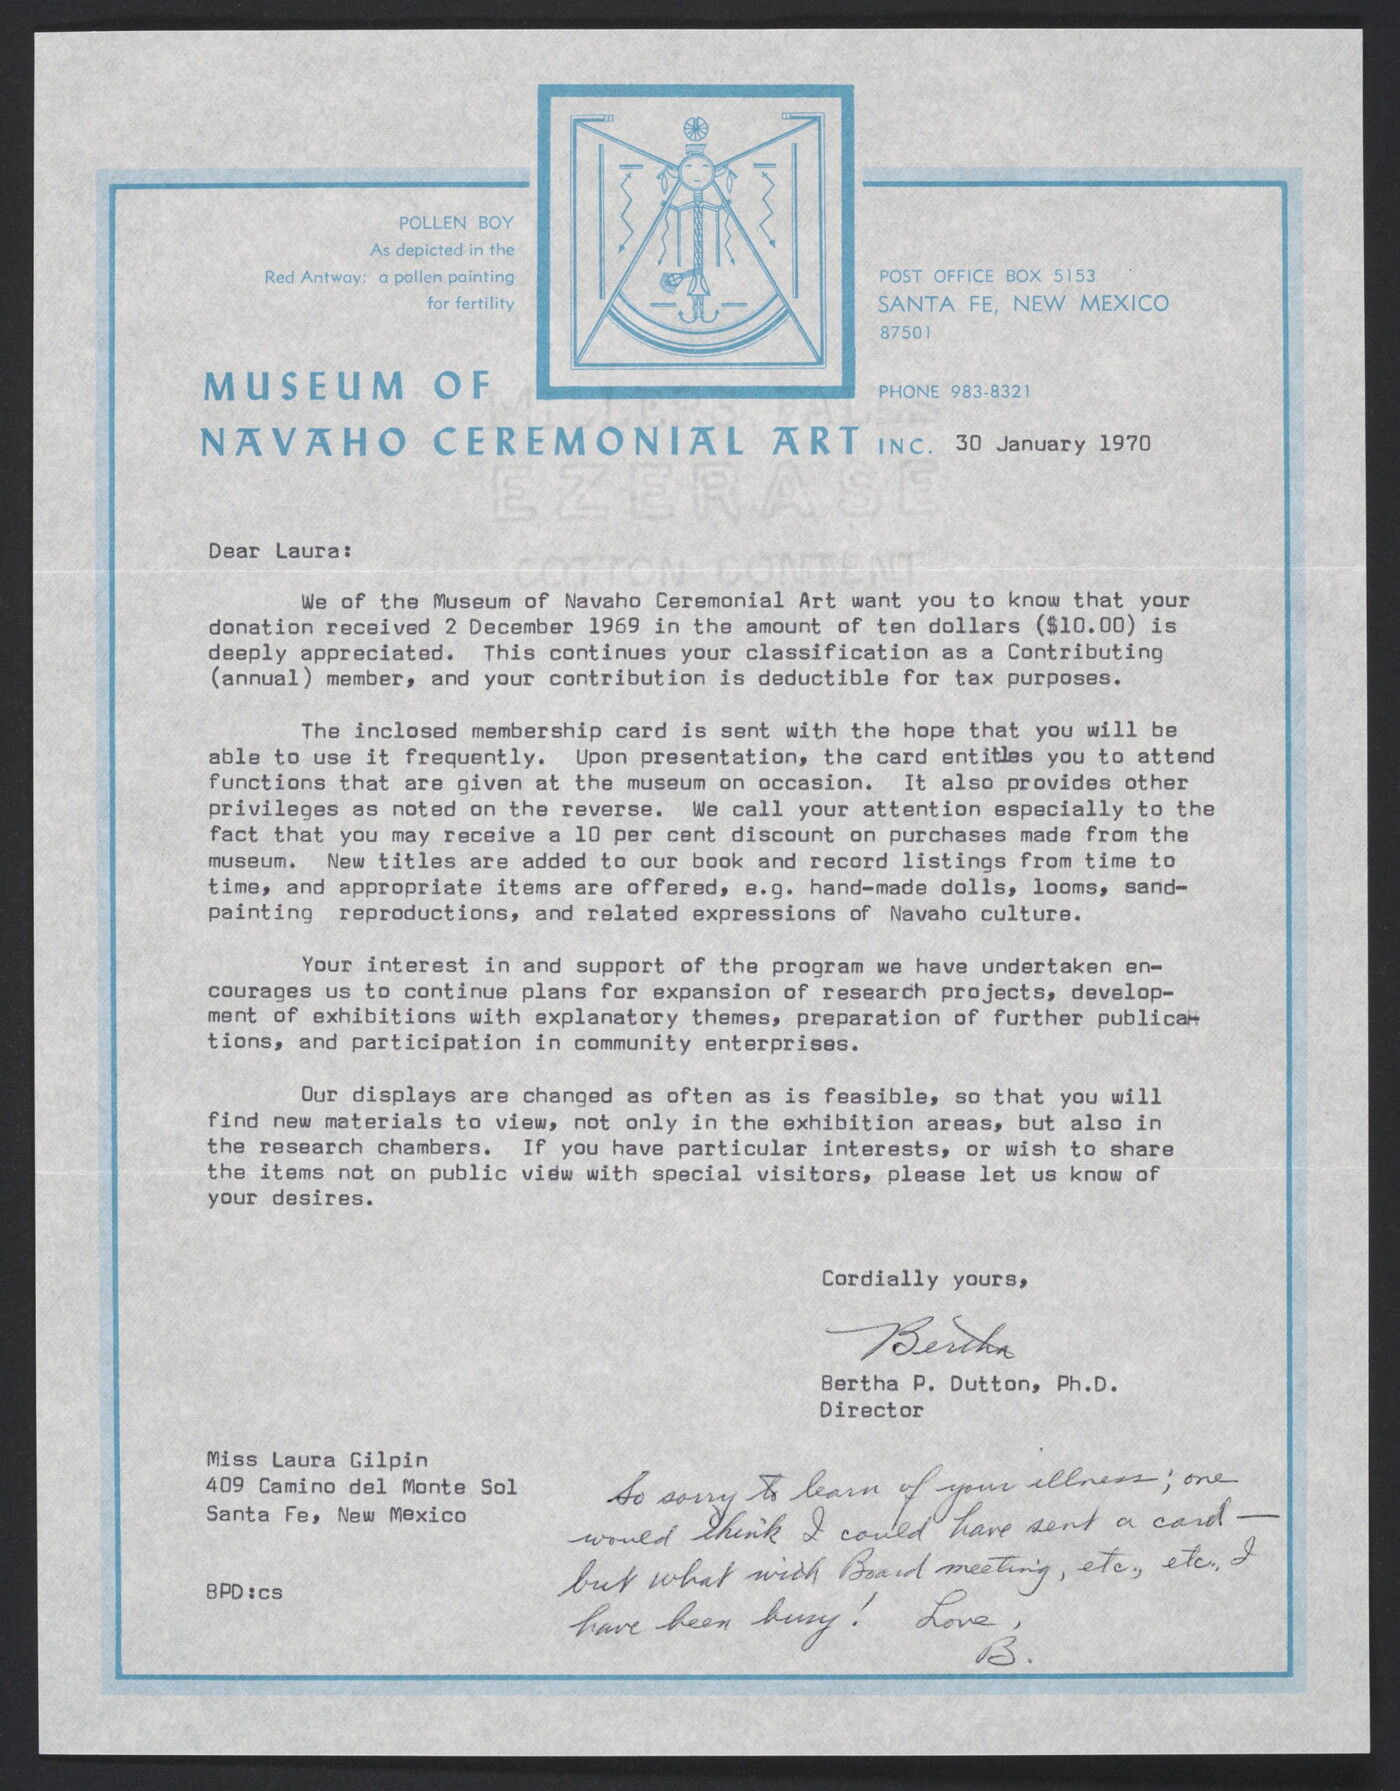 POLLEN BOY
As depicted in the
Red Antway: a pollen painting
for fertility
POST OFFICE BOX 5153
SANTA FE, NEW MEXICO
87501
PHONE 983-8321
MUSEUM OF
NAVAHO CEREMONIAL ART INC. 30 January 1970
EZERASE
COTTON CONTENT
Dear Laura:
We of the Museum of Navaho Ceremonial Art want you to know that your
donation received 2 December 1969 in the amount of ten dollars ($10.00) is
deeply appreciated. This continues your classification as a Contributing
(annual) member, and your contribution is deductible for tax purposes.
The inclosed membership card is sent with the hope that you will be
able to use it frequently. Upon presentation, the card entitles you to attend
functions that are given at the museum on occasion. It also provides other
privileges as noted on the reverse. We call your attention especially to the
fact that you may receive a 10 per cent discount on purchases made from the
museum. New titles are added to our book and record listings from time to
time, and appropriate items are offered, e.g. hand-made dolls, looms, sand-
painting reproductions, and related expressions of Navaho culture.
Your interest in and support of the program we have undertaken en-
courages us to continue plans for expansion of research projects, develop-
ment of exhibitions with explanatory themes, preparation of further publica-
tions, and participation in community enterprises.
Our displays are changed as often as is feasible, so that you will
find new materials to view, not only in the exhibition areas, but also in
the research chambers. If you have particular interests, or wish to share
the items not on public view with special visitors, please let us know of
your desires.
Cordially yours,
Bertha
Bertha P. Dutton, Ph.D.
Director
Miss Laura Gilpin
409 Camino del Monte Sol
Santa Fe, New Mexico
BPD:cs
So sorry to learn of your illness; one
would think I could have sent a card —
but what with Board meeting, etc., etc., I
have been busy! Love,
B.